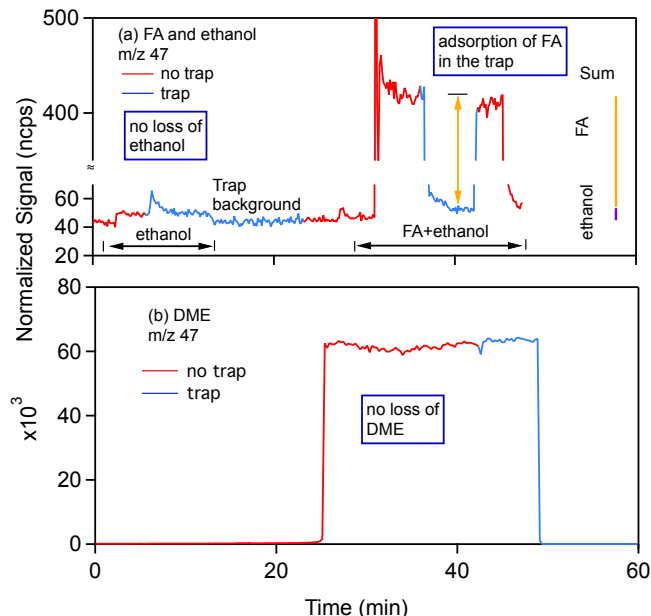 500
400
60
40
20
≈
Normalized Signal (ncps)
(a) FA and ethanol
m/z 47
no trap
trap
no loss of
ethanol
adsorption of FA
in the trap
Sum
FA
ethanol
Trap
background
ethanol
FA+ethanol
80
60
40
20
0
x10³
(b) DME
m/z 47
no trap
trap
no loss of
DME
0
20
40
60
Time (min)